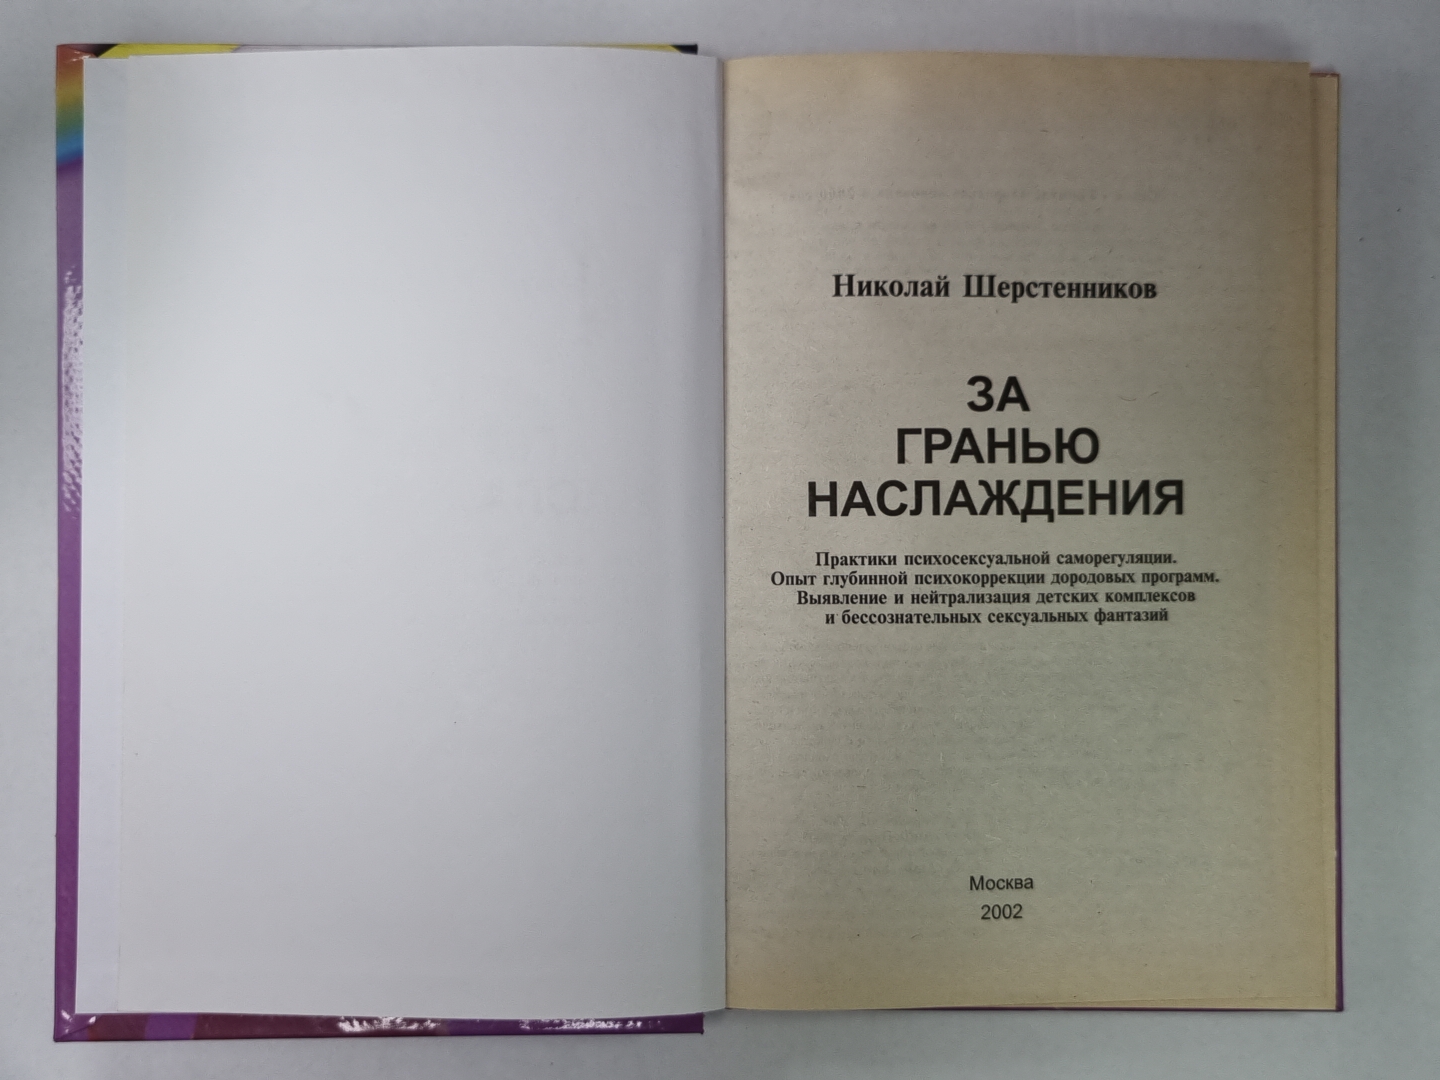 Николай Шерстенников
ЗА
ГРАНЬЮ
НАСЛАЖДЕНИЯ
Практики психосексуальной саморегуляции.
Опыт глубинной психокоррекции дородовых программ.
Выявление и нейтрализация детских комплексов
и бессознательных сексуальных фантазий
Москва
2002